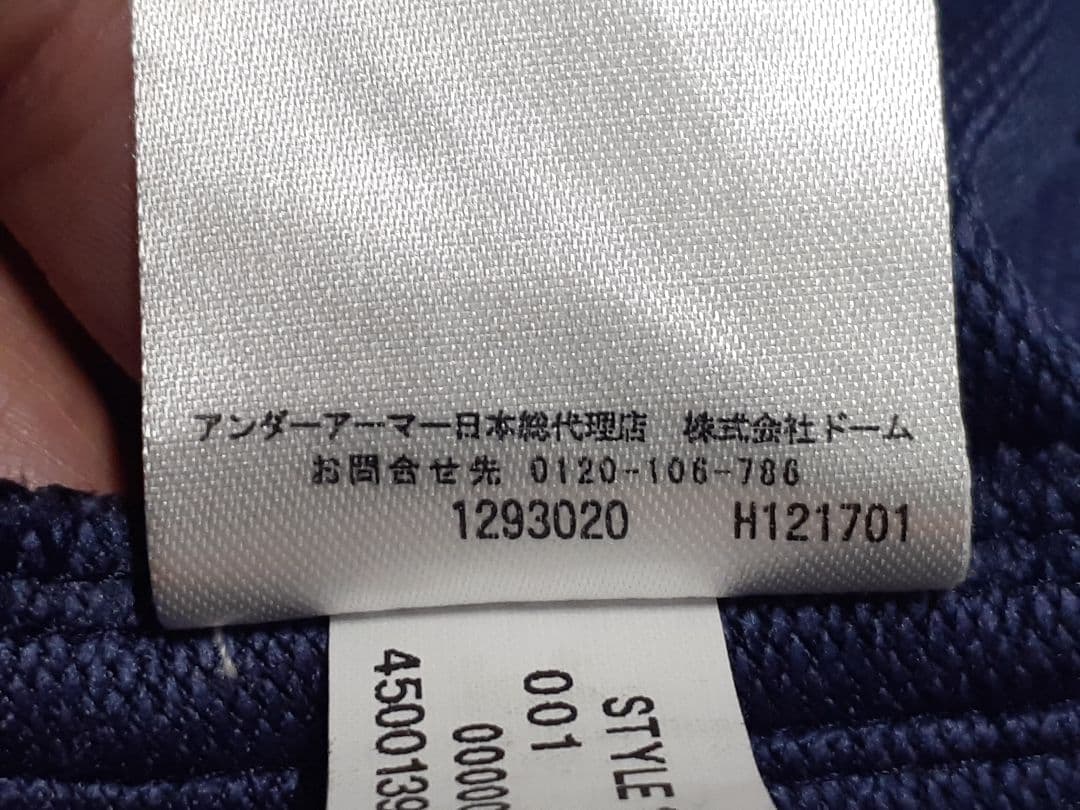 アンダーアーマー日本総代理店 株式会社ドーム
お問合せ先 0120-106-786
1293020 H121701
STYLE
001
00000
4500139